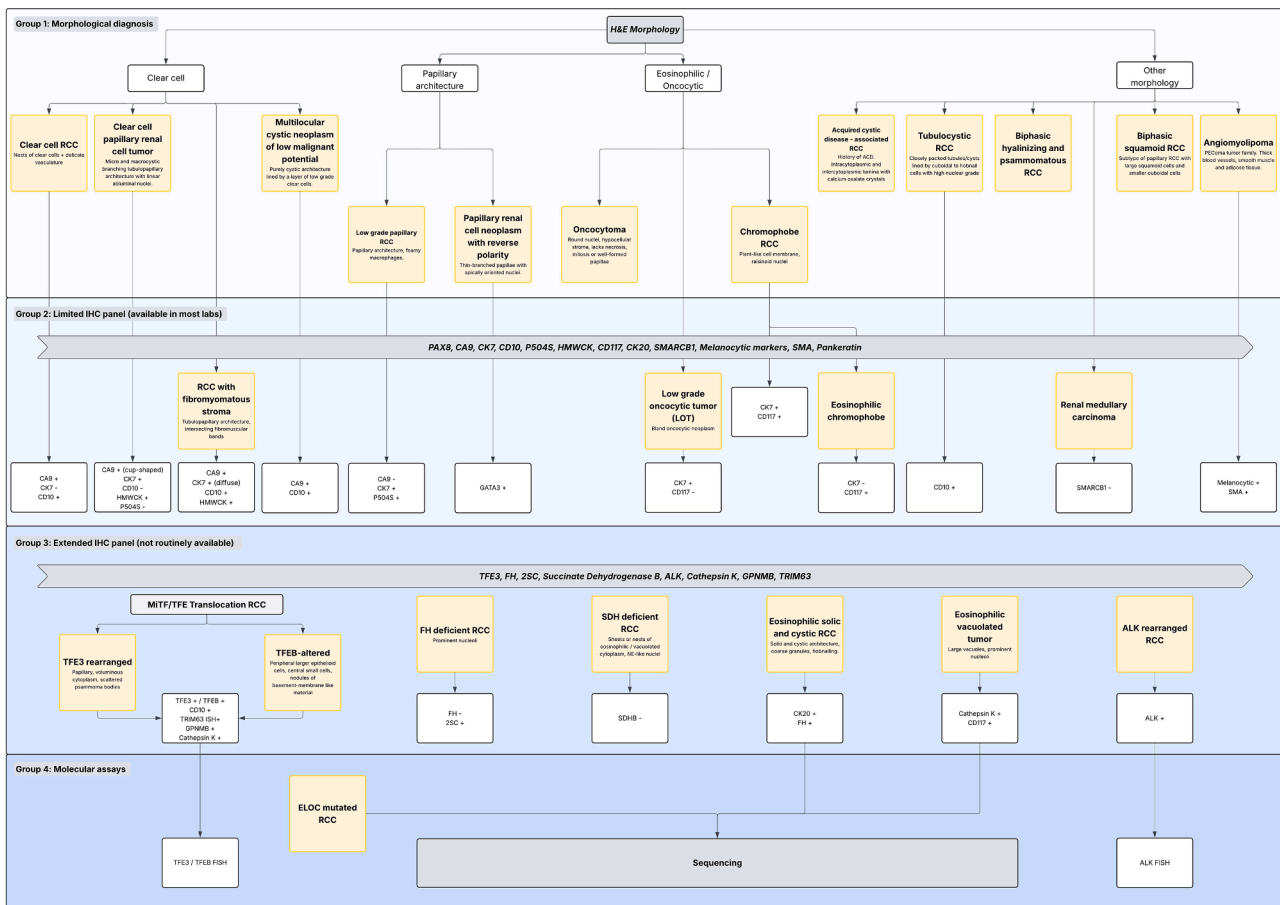 Group 1: Morphological diagnosis
H&E Morphology
Clear cell
Papillary
architecture
Eosinophilic /
Oncocytic
Other
morphology
Clear cell RCC
Nests of clear cells + delicate
vasculature
Clear cell
papillary renal
cell tumor
Micro and macrocystic
branching tubulopapillary
architecture with linear
abluminal nuclei.
Multilocular
cystic neoplasm
of low malignant
potential
Purely cystic architecture
lined by a layer of low grade
clear cells.
Low grade papillary
RCC
Papillary architecture, foamy
macrophages.
Papillary renal
cell neoplasm
with reverse
polarity
Thin-branched papillae with
apically oriented nuclei.
Oncocytoma
Round nuclei, hypocellular
stroma, lacks necrosis,
mitosis or well-formed
papillae
Chromophobe
RCC
Plant-like cell membrane,
raisinoid nuclei
Acquired cystic
disease - associated
RCC
History of ACD.
Intracytoplasmic and
intercytoplasmic lumina with
calcium oxalate crystals
Tubulocystic RCC
Closely packed tubules/cysts
lined by cuboidal to hobnail
cells with high nuclear grade
Biphasic
hyalinizing and
psammomatous
RCC
Biphasic
squamoid RCC
Subtype of papillary RCC with
large squamoid cells and
smaller cuboidal cells
Angiomyolipoma
PEComa tumor family. Thick
blood vessels, smooth muscle
and adipose tissue.
Group 2: Limited IHC panel (available in most labs)
PAX8, CA9, CK7, CD10, P504S, HMWCK, CD117, CK20, SMARCB1, Melanocytic markers, SMA, Pankeratin
RCC with
fibromyomatous
stroma
Tubulopapillary architecture,
intersecting fibromuscular
bands
Low grade
oncocytic tumor
(LOT)
Bland oncocytic neoplasm
CK7 +
CD117 +
Eosinophilic
chromophobe
Renal medullary
carcinoma
CA9 +
CK7 -
CD10 +
CA9 + (cup-shaped)
CK7 +
CD10 -
HMWCK +
P504S -
CA9 +
CK7 + (diffuse)
CD10 +
HMWCK +
CA9 +
CD10 +
CA9 -
CK7 +
P504S +
GATA3 +
CK7 +
CD117 -
CK7 -
CD117 +
CD10 +
SMARCB1 -
Melanocytic +
SMA +
Group 3: Extended IHC panel (not routinely available)
TFE3, FH, 2SC, Succinate Dehydrogenase B, ALK, Cathepsin K, GPNMB, TRIM63
MiTF/TFE Translocation RCC
TFE3 rearranged
Papillary, voluminous
cytoplasm, scattered
psammoma bodies
TFEB-altered
Peripheral larger epithelioid
cells, central small cells,
nodules of
basement-membrane like
material
FH deficient RCC
Prominent nucleoli
SDH deficient
RCC
Sheets or nests of
eosinophilic / vacuolated
cytoplasm, NE-like nuclei
Eosinophilic solic
and cystic RCC
Solid and cystic architecture,
coarse granules, hobnailing.
Eosinophilic
vacuolated
tumor
Large vacuoles, prominent
nucleoli
ALK rearranged
RCC
TFE3 + / TFEB +
CD10 +
TRIM63 ISH+
GPNMB +
Cathepsin K +
FH -
2SC +
SDHB -
CK20 +
FH +
Cathepsin K +
CD117 +
ALK +
Group 4: Molecular assays
ELOC mutated
RCC
TFE3 / TFEB FISH
Sequencing
ALK FISH